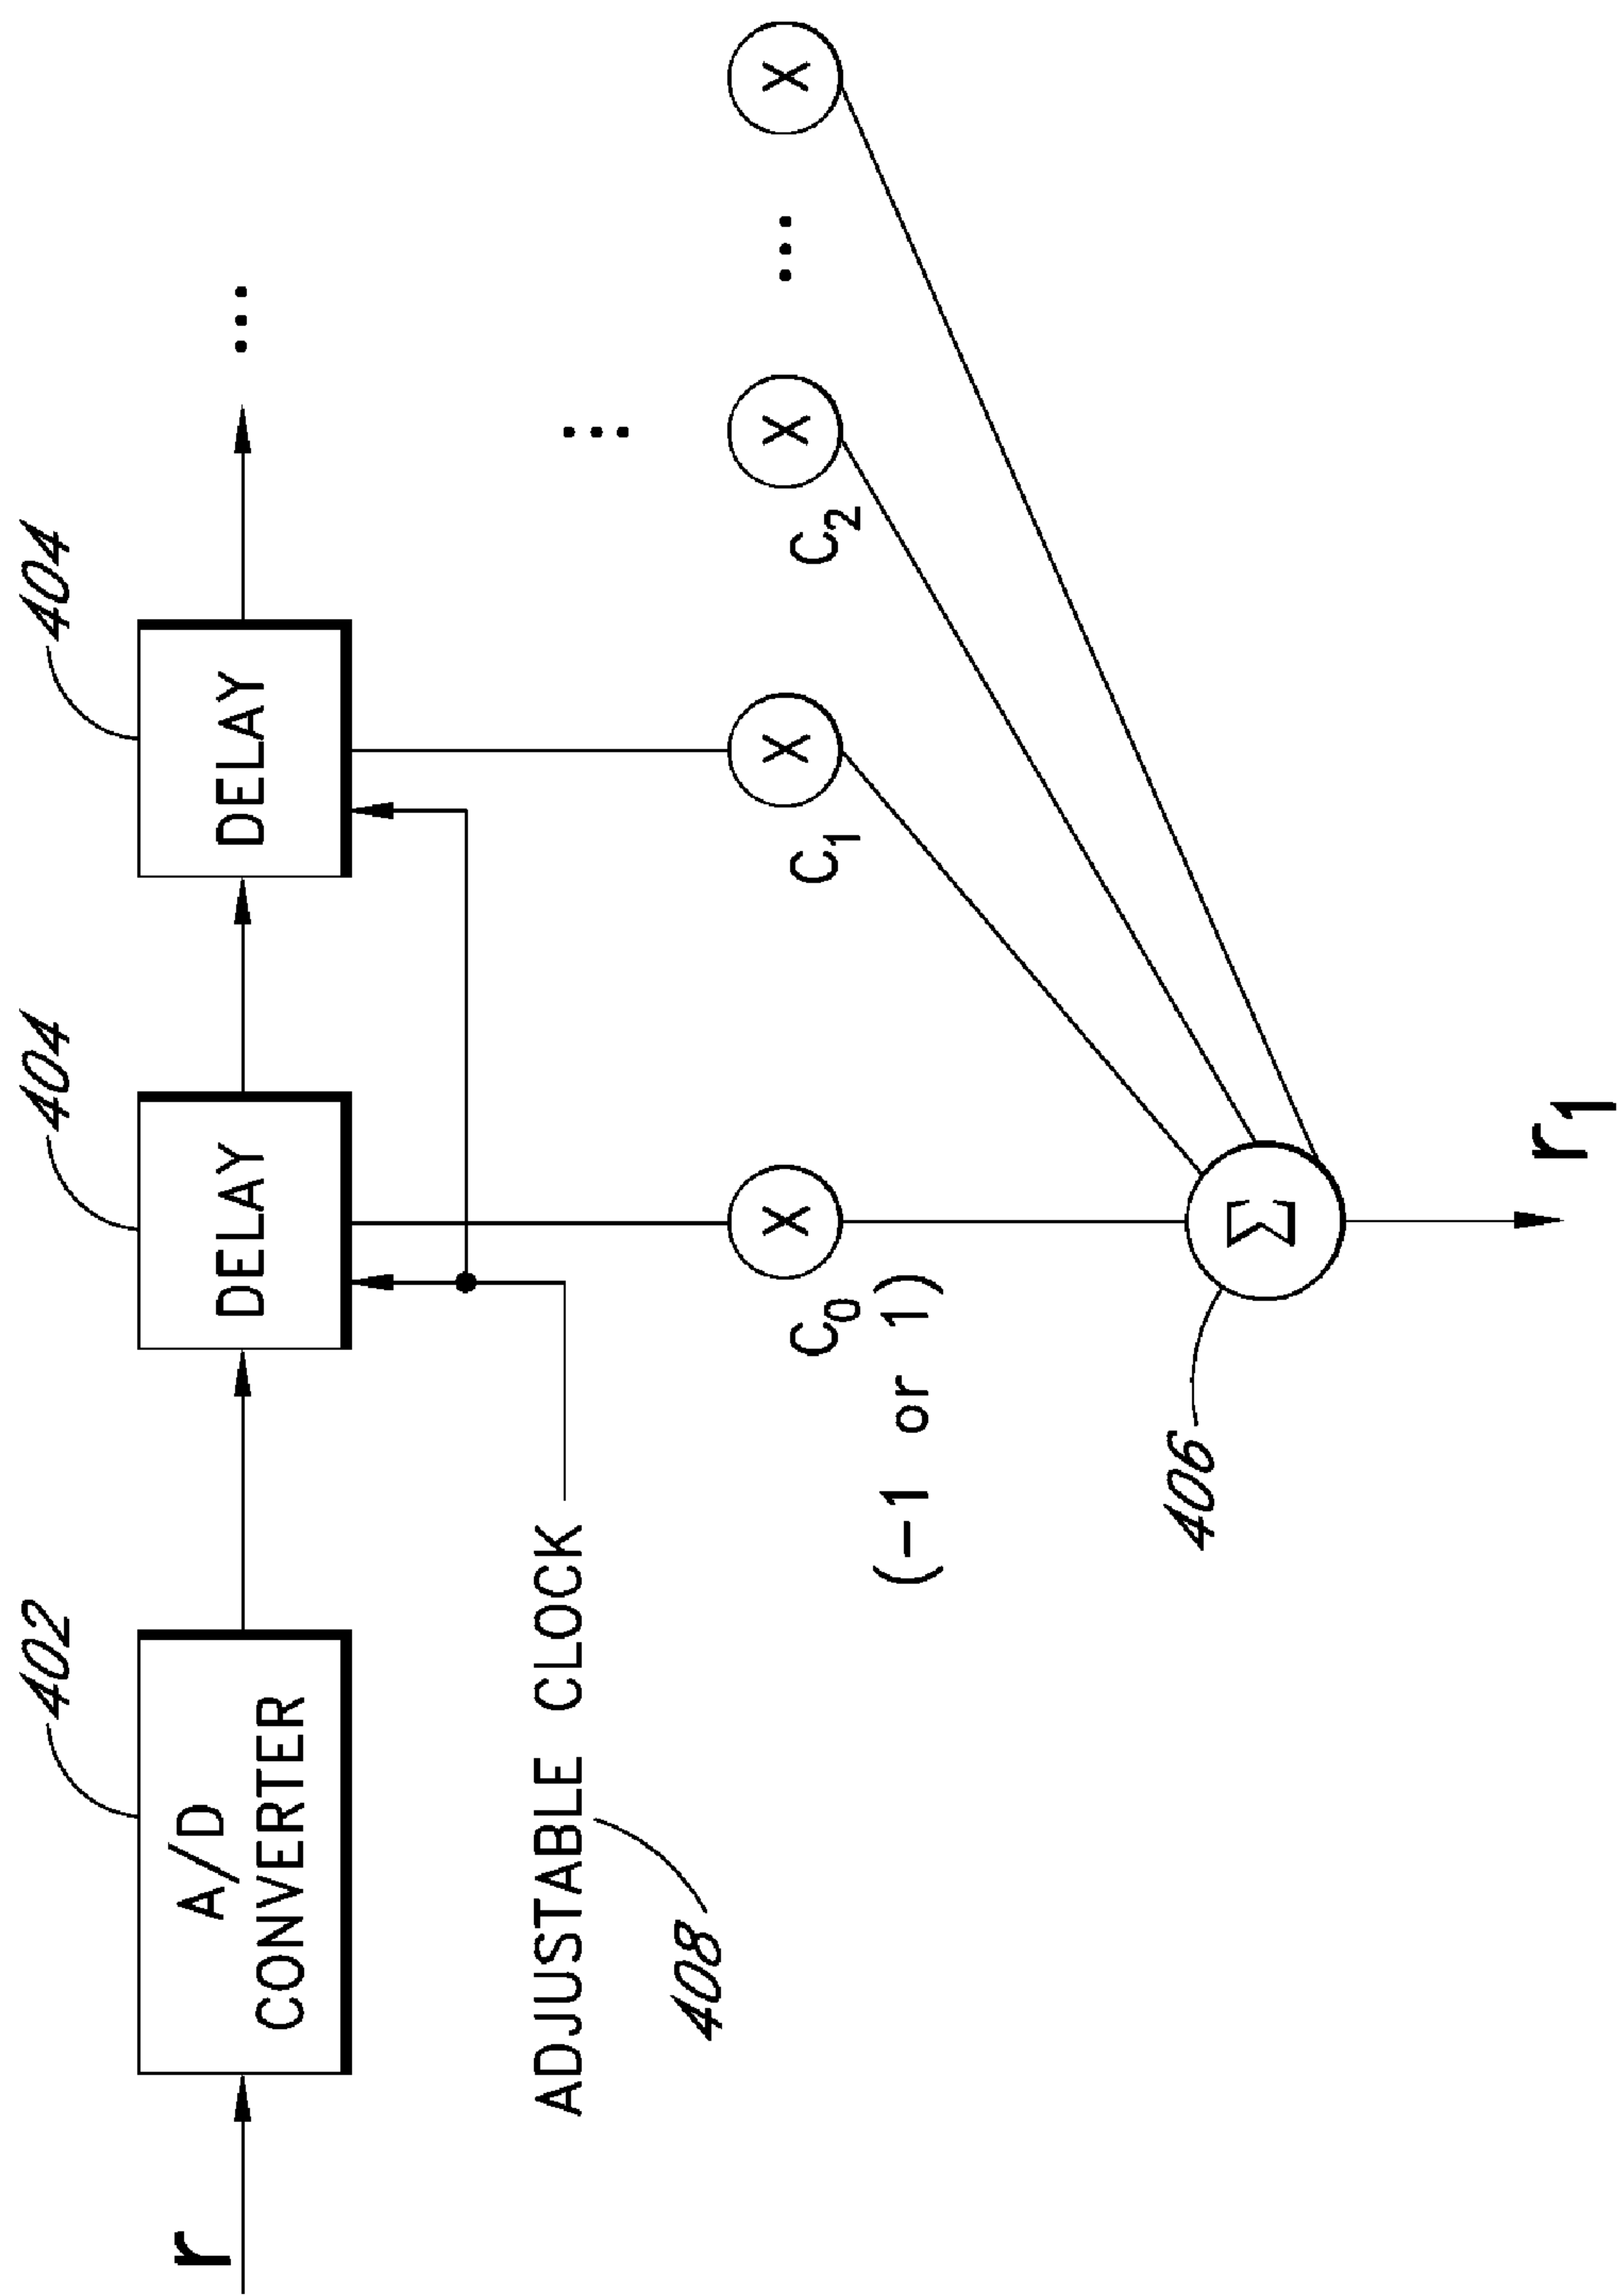 402
404
404
r
A/D
CONVERTER
DELAY
DELAY
...
ADJUSTABLE CLOCK
408
...
X
X
X
...
X
C0
(-1 or 1)
C1
C2
406
Σ
r1